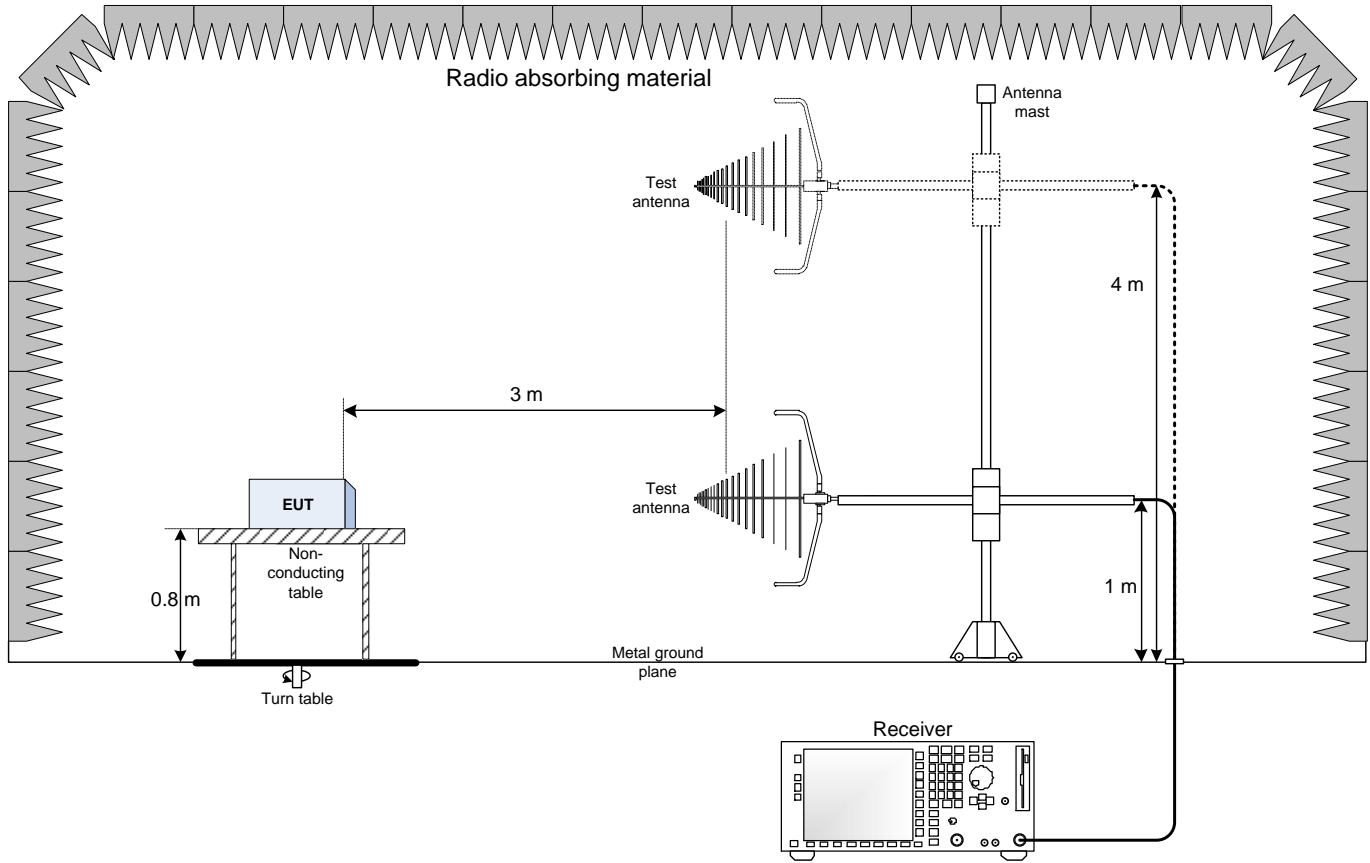 Radio absorbing material
Antenna
mast
Test
antenna
4 m
3 m
Test
antenna
EUT
Non-
conducting
table
0.8 m
1 m
Metal ground
plane
Turn table
Receiver